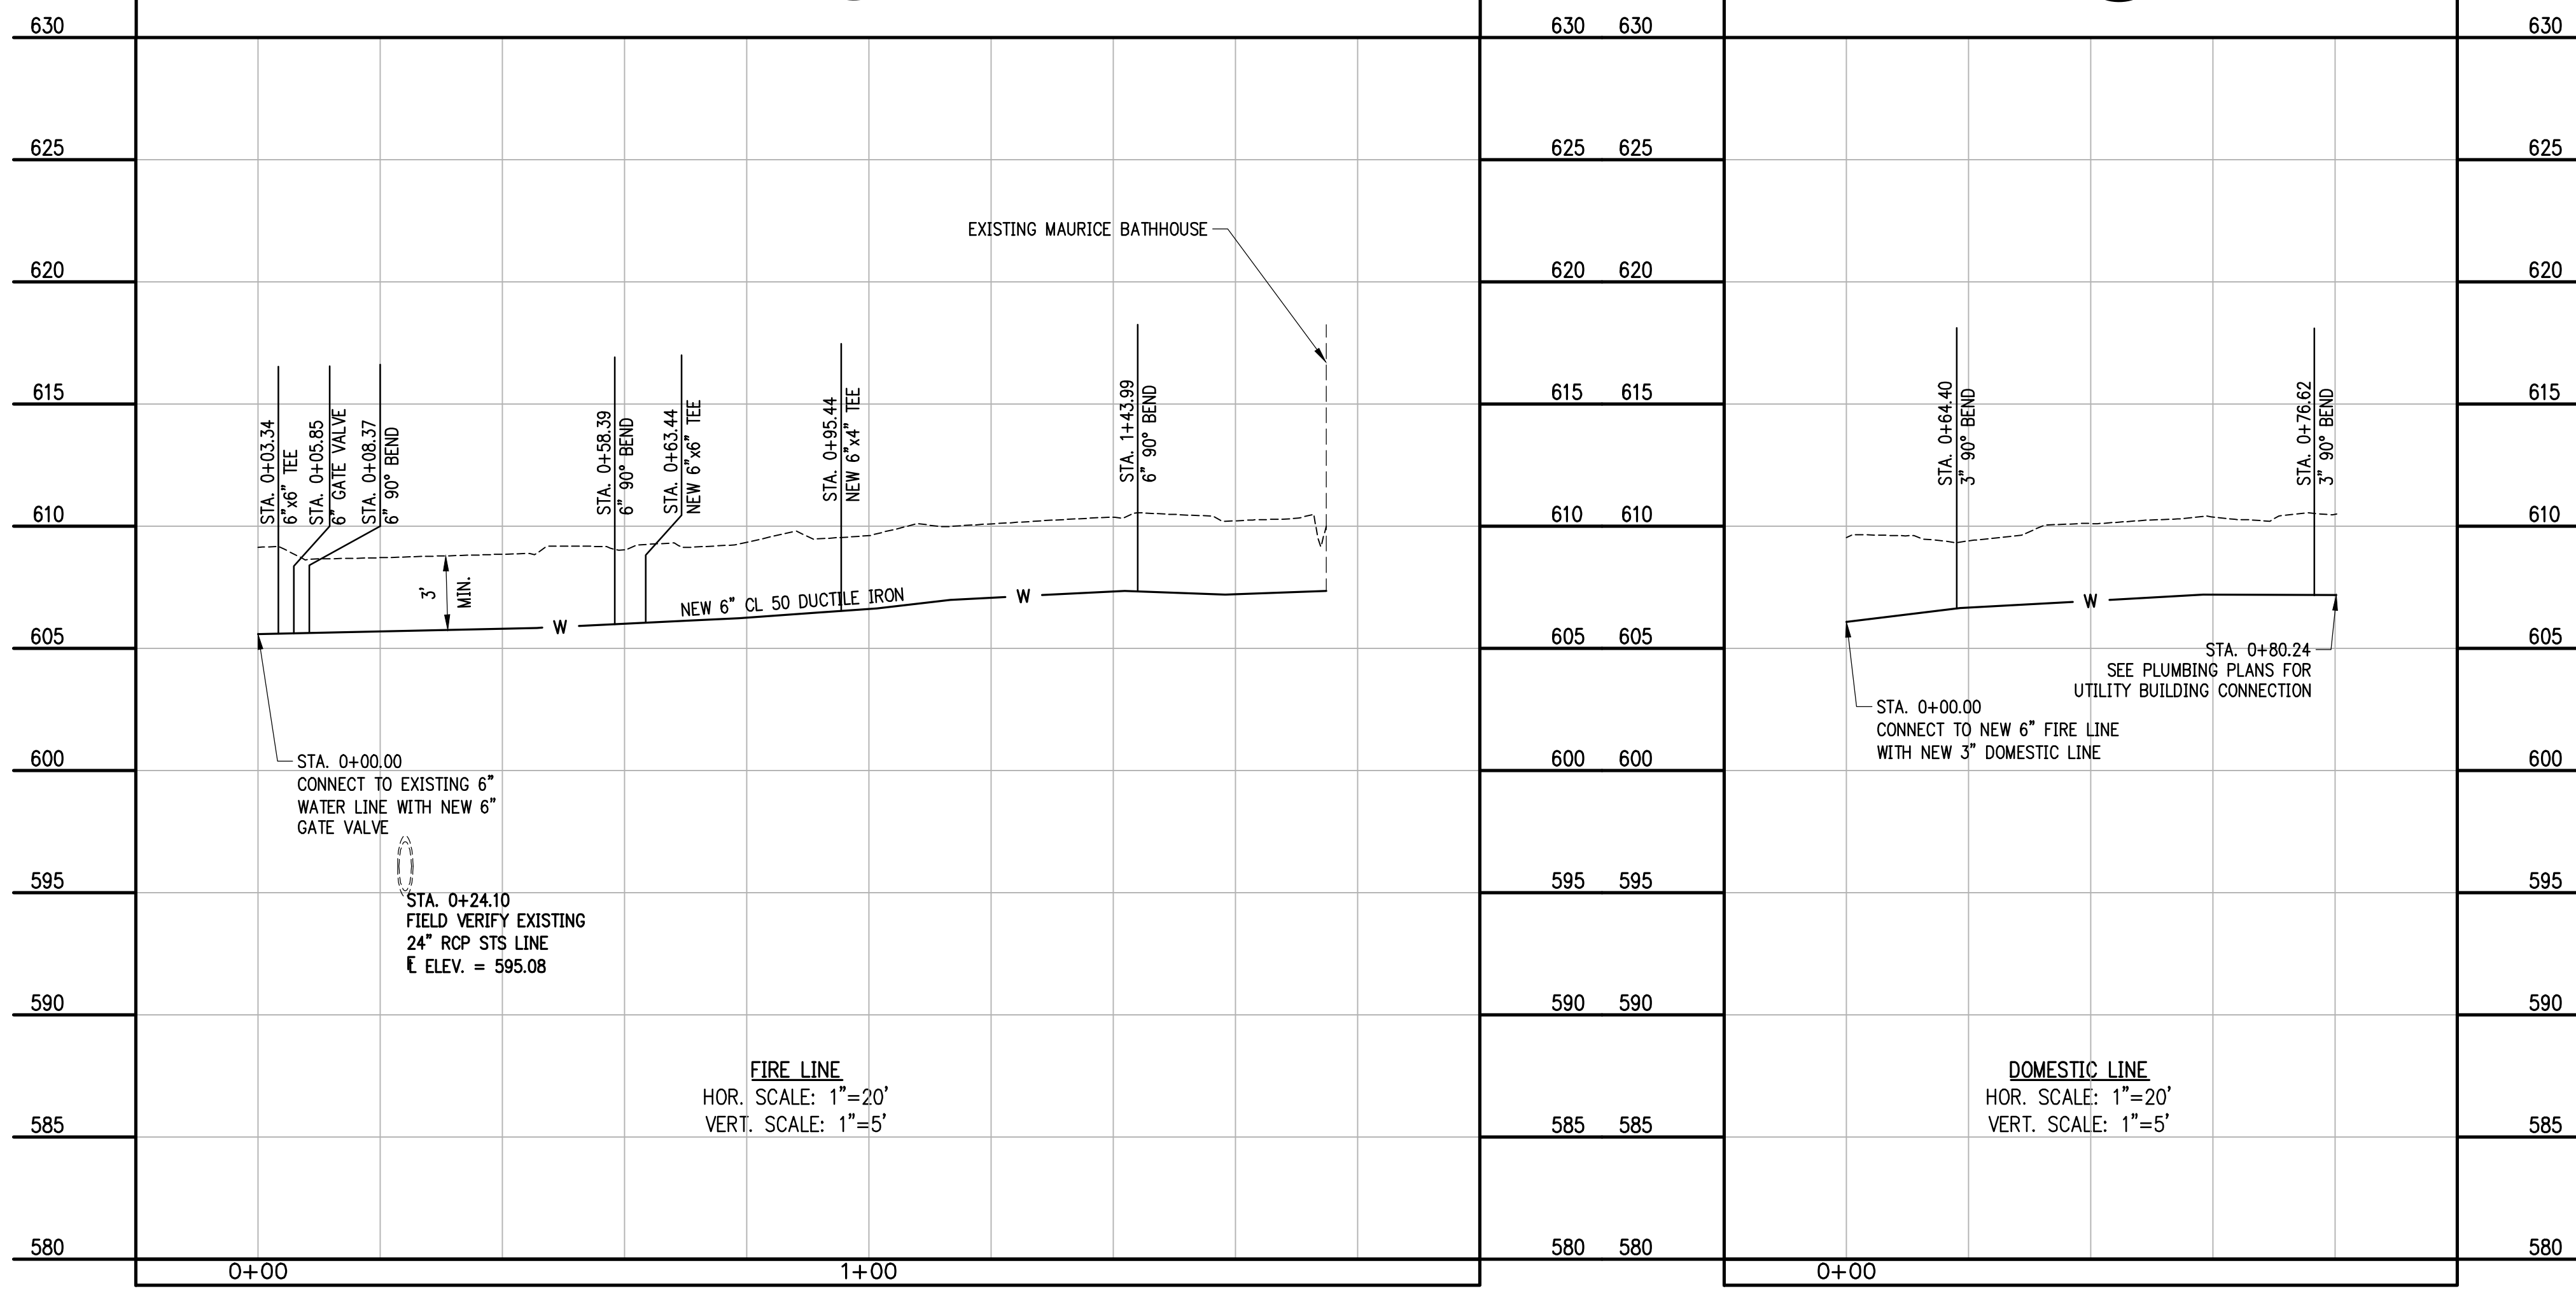 630
625
620
615
610
605
600
595
590
585
580
630 630
625 625
620 620
615 615
610 610
605 605
600 600
595 595
590 590
585 585
580 580
630
625
620
615
610
605
600
595
590
585
580
EXISTING MAURICE BATHHOUSE
STA. 0+03.34
6"x6" TEE
STA. 0+05.85
6" GATE VALVE
STA. 0+08.37
6" 90° BEND
STA. 0+58.39
6" 90° BEND
STA. 0+63.44
NEW 6"x6" TEE
STA. 0+95.44
NEW 6"x4" TEE
STA. 1+43.99
6" 90° BEND
3'
MIN.
W
NEW 6" CL 50 DUCTILE IRON
W
STA. 0+00.00
CONNECT TO EXISTING 6"
WATER LINE WITH NEW 6"
GATE VALVE
STA. 0+24.10
FIELD VERIFY EXISTING
24" RCP STS LINE
ELEV. = 595.08
FIRE LINE
HOR. SCALE: 1"=20'
VERT. SCALE: 1"=5'
0+00
1+00
STA. 0+64.40
3" 90° BEND
STA. 0+76.62
3" 90° BEND
W
STA. 0+80.24
SEE PLUMBING PLANS FOR
UTILITY BUILDING CONNECTION
STA. 0+00.00
CONNECT TO NEW 6" FIRE LINE
WITH NEW 3" DOMESTIC LINE
DOMESTIC LINE
HOR. SCALE: 1"=20'
VERT. SCALE: 1"=5'
0+00